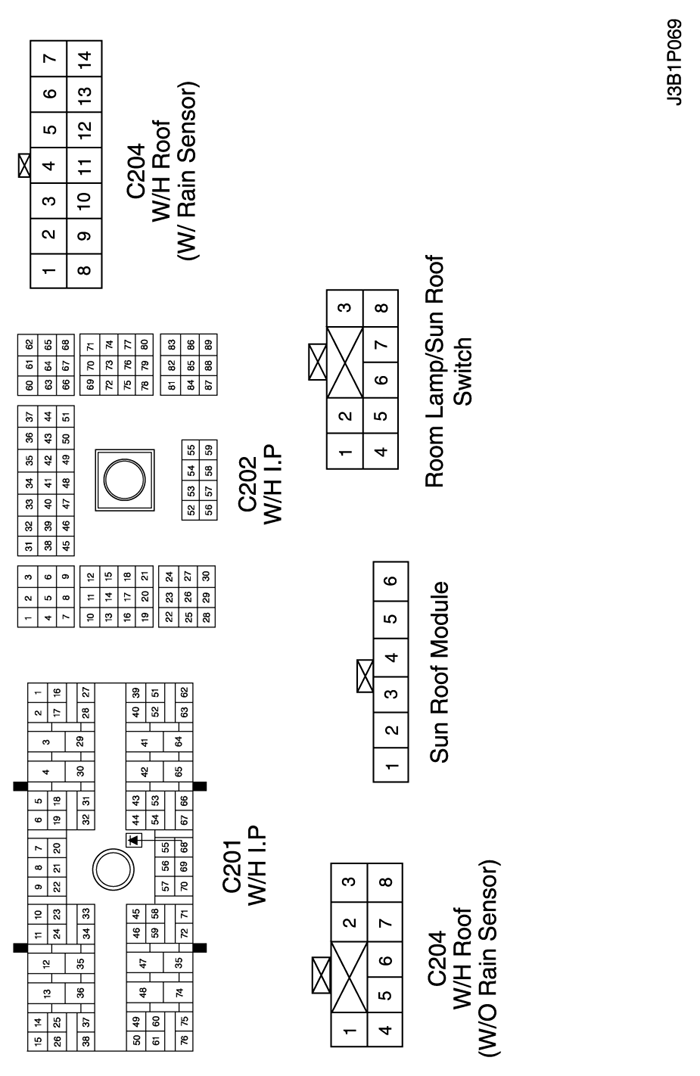 15 14 13 12 11 10 9 8 7 6 5 4 3 2 1
26 25 24 23 22 21 20 19 18 17 16
38 37 36 35 34 33 32 31 30 29 28 27
50 49 48 47 46 45 44 43 42 41 40 39
57 56 55
61 60 59 58 54 53 52 51
76 75 74 35 72 71 70 69 68 67 66 65 64 63 62
C201
W/H I.P
1 2 3
4 5 6
7 8 9
10 11 12
13 14 15
16 17 18
19 20 21
22 23 24
25 26 27
28 29 30
31 32 33 34 35 36 37
38 39 40 41 42 43 44
45 46 47 48 49 50 51
52 53 54 55
56 57 58 59
60 61 62
63 64 65
66 67 68
69 70 71
72 73 74
75 76 77
78 79 80
81 82 83
84 85 86
87 88 89
C202
W/H I.P
1 2 3 4 5 6 7
8 9 10 11 12 13 14
C204
W/H Roof
(W/ Rain Sensor)
1 2 3
4 5 6 7 8
C204
W/H Roof
(W/O Rain Sensor)
1 2 3 4 5 6
Sun Roof Module
1 2 3
4 5 6 7 8
Room Lamp/Sun Roof
Switch
J3B1P069